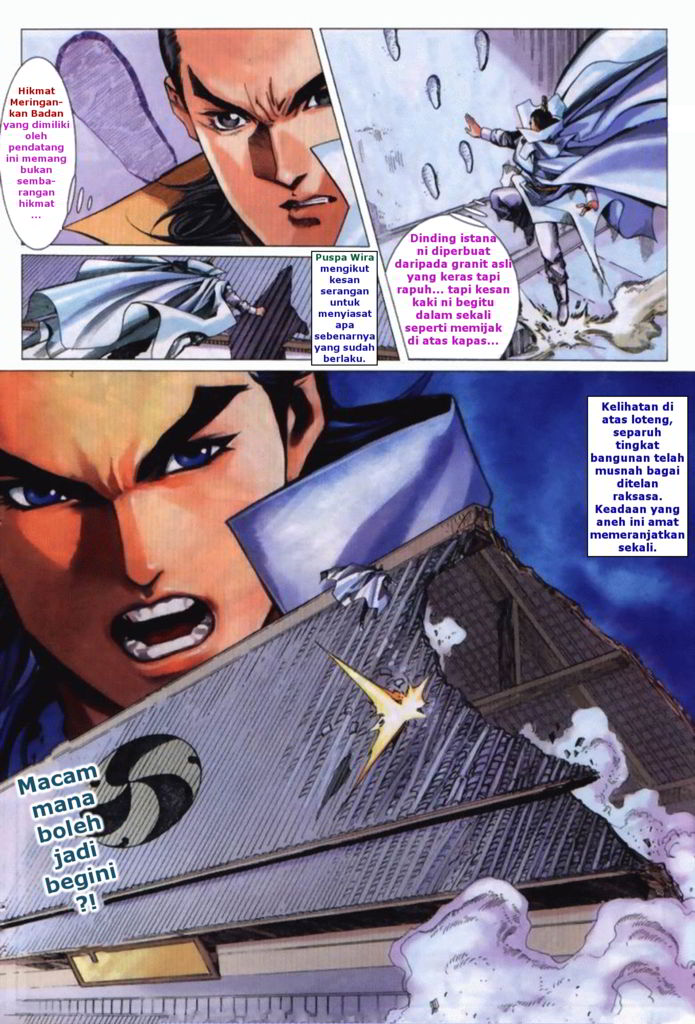 Hikmat
Meringan-
kan Badan
yang dimiliki
oleh
pendatang
ini memang
bukan
semba-
rangan
hikmat
...
Dinding istana
ni diperbuat
daripada granit asli
yang keras tapi
rapuh... tapi kesan
kaki ni begitu
dalam sekali
seperti memijak
di atas kapas...
Puspa Wira
mengikut
kesan
serangan
untuk
menyiasat
apa
sebenarnya
yang sudah
berlaku.
Kelihatan di
atas loteng,
separuh
tingkat
bangunan telah
musnah bagai
ditelan
raksasa.
Keadaan yang
aneh ini amat
memeranjatkan
sekali.
Macam
mana
boleh
jadi
begini
?!